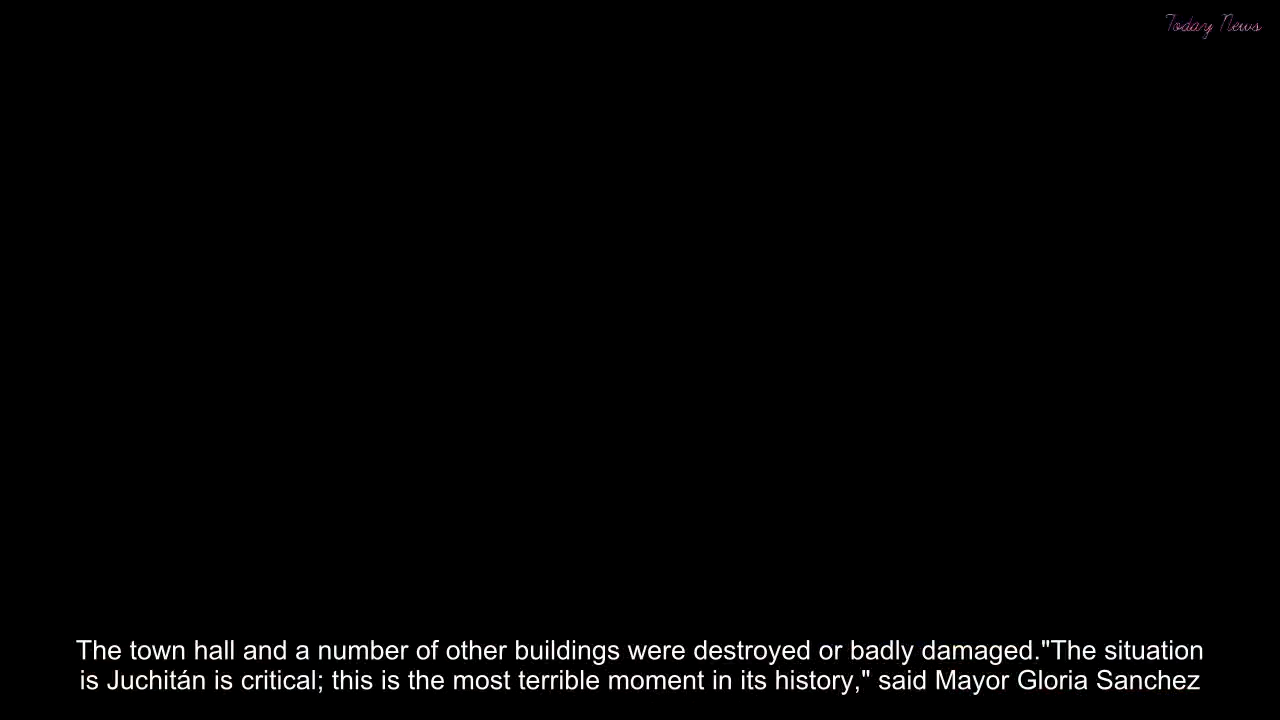 Today News
The town hall and a number of other buildings were destroyed or badly damaged."The situation
is Juchitán is critical; this is the most terrible moment in its history," said Mayor Gloria Sanchez